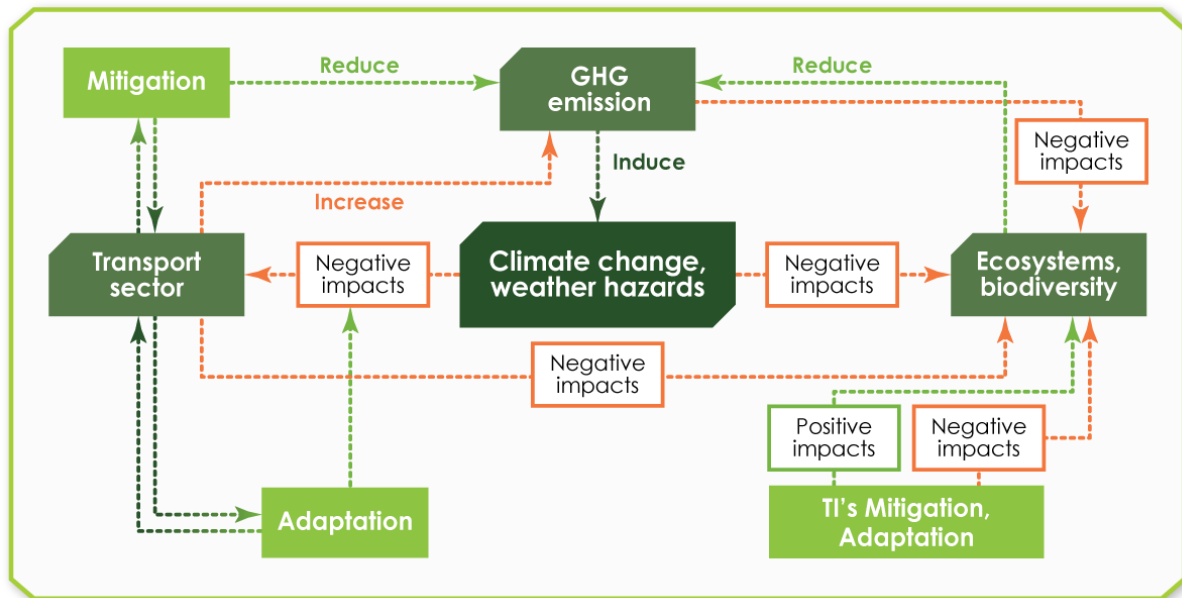 Mitigation
Reduce
GHG
emission
Reduce
Negative
impacts
Induce
Increase
Transport
sector
Negative
impacts
Climate change,
weather hazards
Negative
impacts
Ecosystems,
biodiversity
Negative
impacts
Positive
impacts
Negative
impacts
Adaptation
TI's Mitigation,
Adaptation